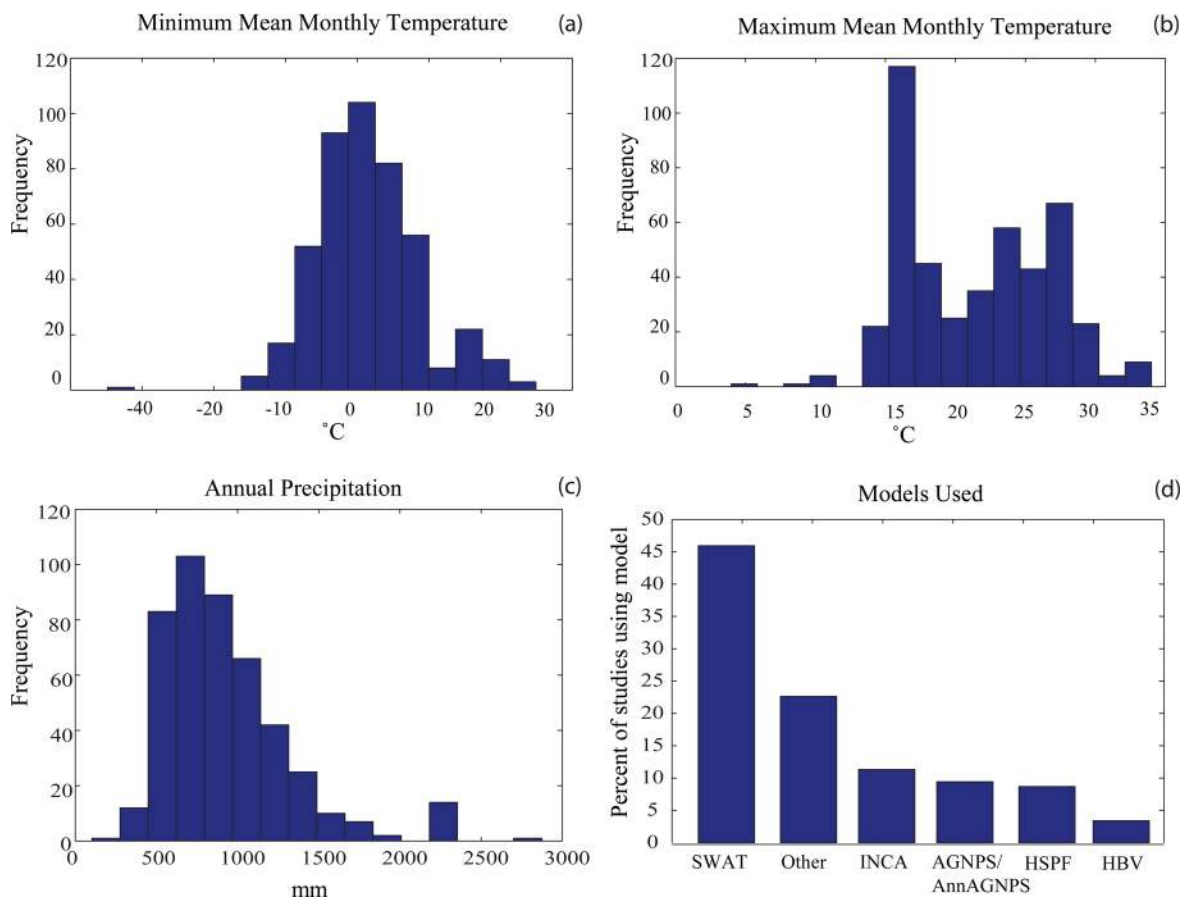 Minimum Mean Monthly Temperature
(a)
120
100
80
60
40
20
0
Frequency
-40 -20 -10 0 10 20 30
°C
Maximum Mean Monthly Temperature
(b)
120
100
80
60
40
20
0
Frequency
0 5 10 15 20 25 30 35
°C
Annual Precipitation
(c)
120
100
80
60
40
20
0
Frequency
0 500 1000 1500 2000 2500 3000
mm
Models Used
(d)
50
45
40
35
30
25
20
15
10
5
0
Percent of studies using model
SWAT Other INCA AGNPS/ HSPF HBV
AnnAGNPS